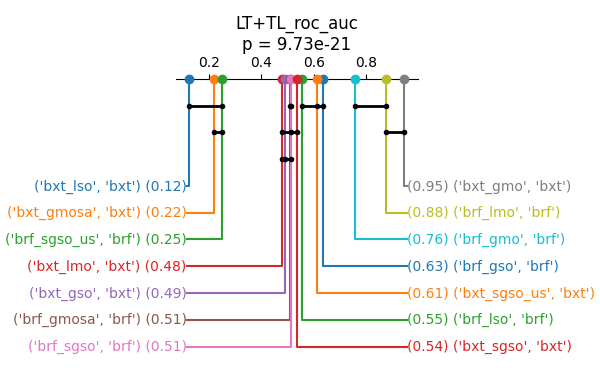 LT+TL_roc_auc
p = 9.73e-21
0.2 0.4 0.6 0.8
('bxt_lso', 'bxt') (0.12) (0.95) ('bxt_gmo', 'bxt')
('bxt_gmosa', 'bxt') (0.22) (0.88) ('brf_lmo', 'brf')
('brf_sgso_us', 'brf') (0.25) (0.76) ('brf_gmo', 'brf')
('bxt_lmo', 'bxt') (0.48) (0.63) ('brf_gso', 'brf')
('bxt_gso', 'bxt') (0.49) (0.61) ('bxt_sgso_us', 'bxt')
('brf_gmosa', 'brf') (0.51) (0.55) ('brf_lso', 'brf')
('brf_sgso', 'brf') (0.51) (0.54) ('bxt_sgso', 'bxt')